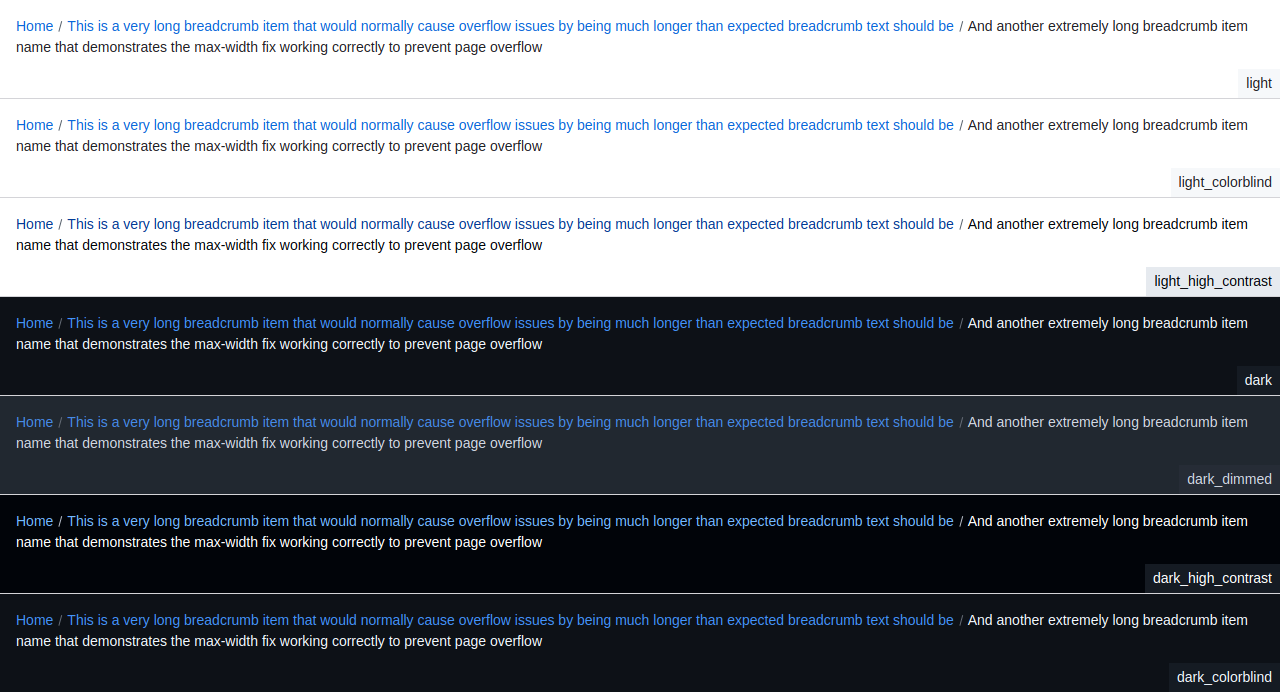 Home / This is a very long breadcrumb item that would normally cause overflow issues by being much longer than expected breadcrumb text should be / And another extremely long breadcrumb item
name that demonstrates the max-width fix working correctly to prevent page overflow
light
Home / This is a very long breadcrumb item that would normally cause overflow issues by being much longer than expected breadcrumb text should be / And another extremely long breadcrumb item
name that demonstrates the max-width fix working correctly to prevent page overflow
light_colorblind
Home / This is a very long breadcrumb item that would normally cause overflow issues by being much longer than expected breadcrumb text should be / And another extremely long breadcrumb item
name that demonstrates the max-width fix working correctly to prevent page overflow
light_high_contrast
Home / This is a very long breadcrumb item that would normally cause overflow issues by being much longer than expected breadcrumb text should be / And another extremely long breadcrumb item
name that demonstrates the max-width fix working correctly to prevent page overflow
dark
Home / This is a very long breadcrumb item that would normally cause overflow issues by being much longer than expected breadcrumb text should be / And another extremely long breadcrumb item
name that demonstrates the max-width fix working correctly to prevent page overflow
dark_dimmed
Home / This is a very long breadcrumb item that would normally cause overflow issues by being much longer than expected breadcrumb text should be / And another extremely long breadcrumb item
name that demonstrates the max-width fix working correctly to prevent page overflow
dark_high_contrast
Home / This is a very long breadcrumb item that would normally cause overflow issues by being much longer than expected breadcrumb text should be / And another extremely long breadcrumb item
name that demonstrates the max-width fix working correctly to prevent page overflow
dark_colorblind